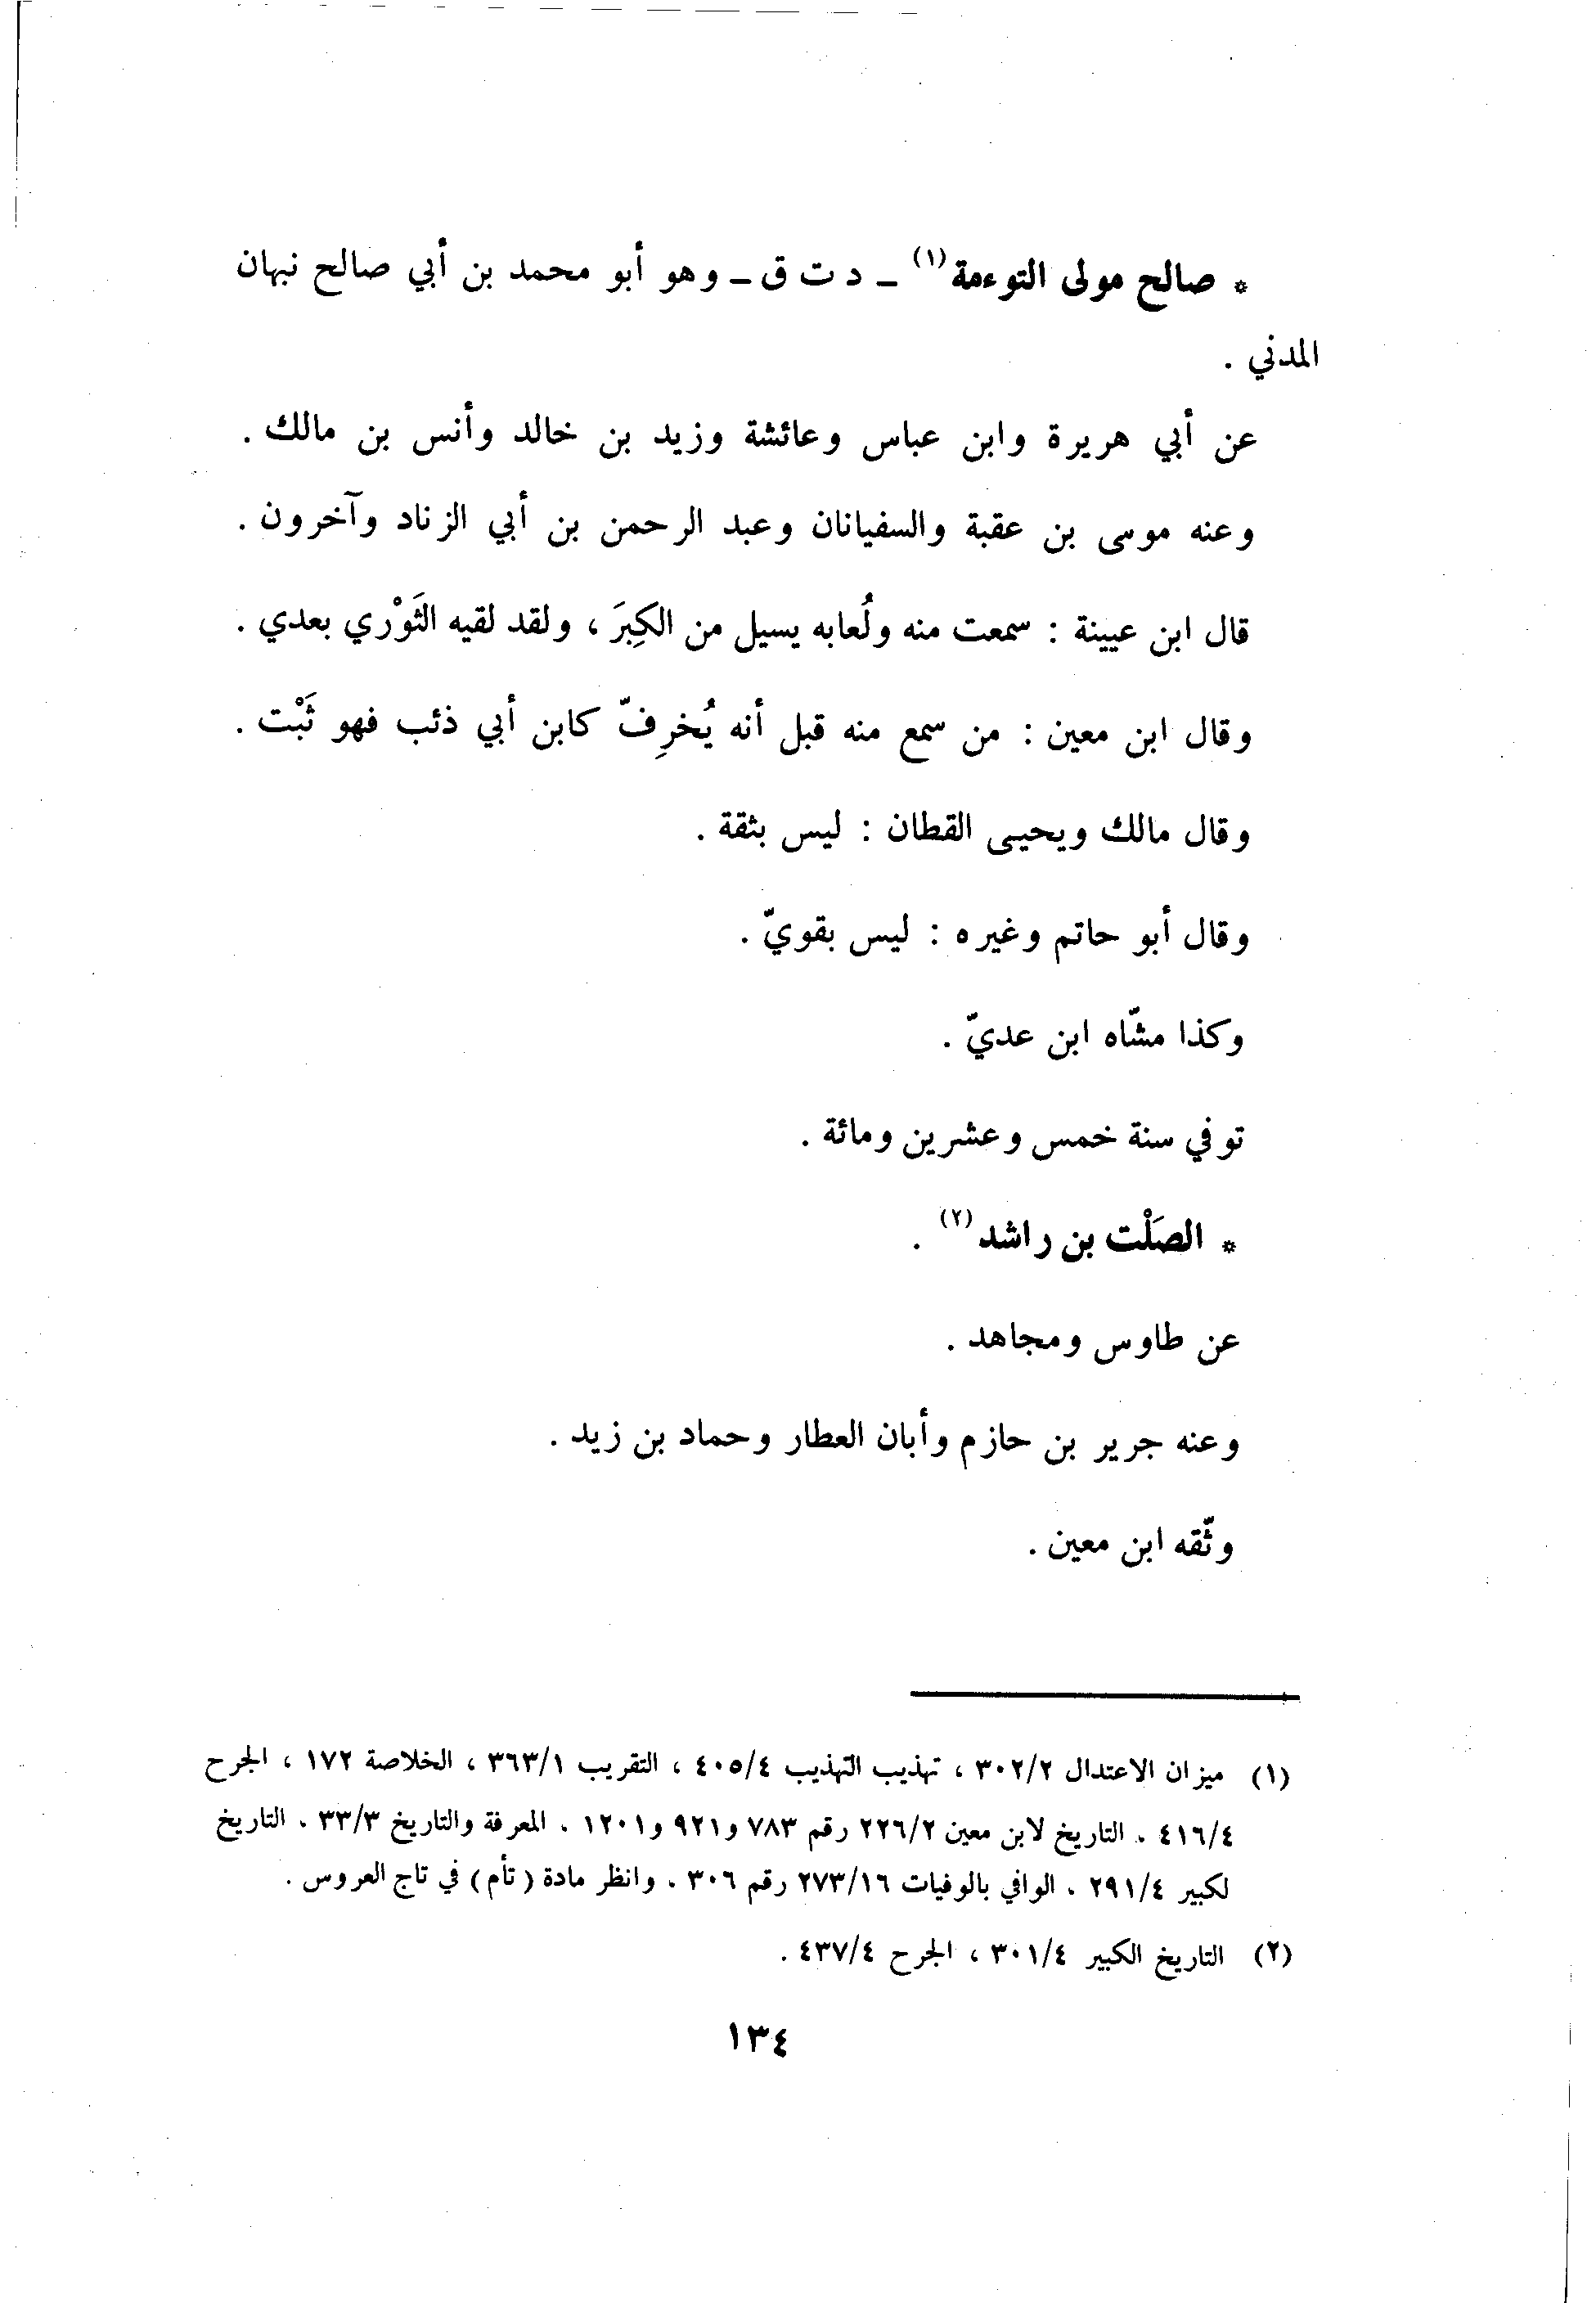 * صالح مولى التوءمة(١) ـ د ت ق ـ وهو أبو محمد بن أبي صالح نبهان
المدني .
عن أبي هريرة وابن عباس وعائشة وزيد بن خالد وأنس بن مالك .
وعنه موسى بن عقبة والسفيانان وعبد الرحمن بن أبي الزناد وآخرون .
قال ابن عيينة : سمعت منه ولُعابه يسيل من الكِبَر ، ولقد لقيه الثَوْري بعدي .
وقال ابن معين : من سمع منه قبل أنه يُخرِفّ كابن أبي ذئب فهو ثَبْت .
وقال مالك ويحيى القطان : ليس بثقة .
وقال أبو حاتم وغيره : ليس بقويّ .
وكذا مشّاه ابن عديّ .
توفي سنة خمس وعشرين ومائة .
* الصَلْت بن راشد(٢) .
عن طاوس ومجاهد .
وعنه جرير بن حازم وأبان العطار وحماد بن زيد .
وثّقه ابن معين .
(١) ميزان الاعتدال ٣٠٢/٢ ، تهذيب التهذيب ٤٠٥/٤ ، التقريب ٣٦٣/١ ، الخلاصة ١٧٢ ، الجرح
٤١٦/٤ . التاريخ لابن معين ٢٢٦/٢ رقم ٧٨٣ و٩٢١ و١٢٠١ . المعرفة والتاريخ ٣٣/٣ . التاريخ
لكبير ٢٩١/٤ . الوافي بالوفيات ٢٧٣/١٦ رقم ٣٠٦ . وانظر مادة ( تأم ) في تاج العروس .
(٢) التاريخ الكبير ٣٠١/٤ ، الجرح ٤٣٧/٤ .
١٣٤